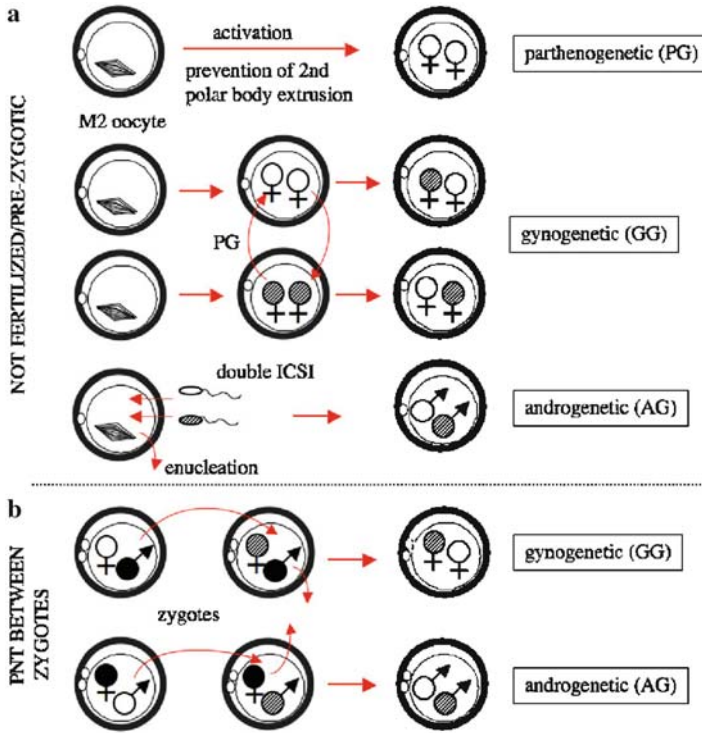 a
activation
parthenogenetic (PG)
prevention of 2nd
polar body extrusion
M2 oocyte
NOT FERTILIZED/PRE-ZYGOTIC
PG
gynogenetic (GG)
double ICSI
androgenetic (AG)
enucleation
b
gynogenetic (GG)
PNT BETWEEN
ZYGOTES
zygotes
androgenetic (AG)